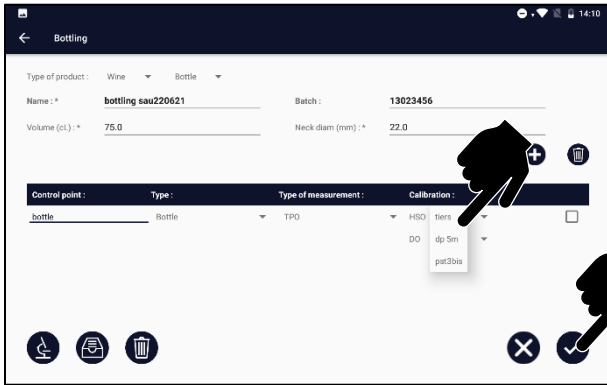 14:10
Bottling
Type of product : Wine Bottle
Name : * bottling sau220621 Batch : 13023456
Volume (cl.) : * 75.0 Neck diam (mm) : * 22.0
Control point : Type : Type of measurement : Calibration :
bottle Bottle TPO HSO tiers
DO dp 5m
pst3bis